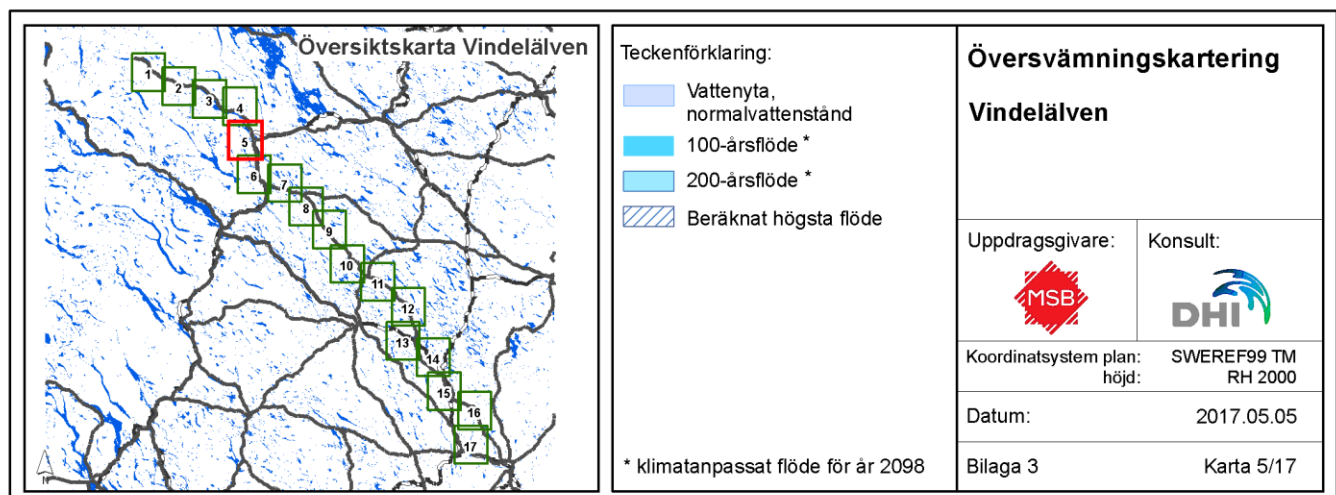 Översiktskarta Vindelälven
1
2
3
4
5
6
7
8
9
10
11
12
13
14
15
16
17
N
Teckenförklaring:
Vattenyta,
normalvattenstånd
100-årsflöde *
200-årsflöde *
Beräknat högsta flöde
* klimatanpassat flöde för år 2098
Översvämningskartering
Vindelälven
Uppdragsgivare:
MSB
Konsult:
DHI
Koordinatsystem plan: SWEREF99 TM
höjd: RH 2000
Datum: 2017.05.05
Bilaga 3 Karta 5/17